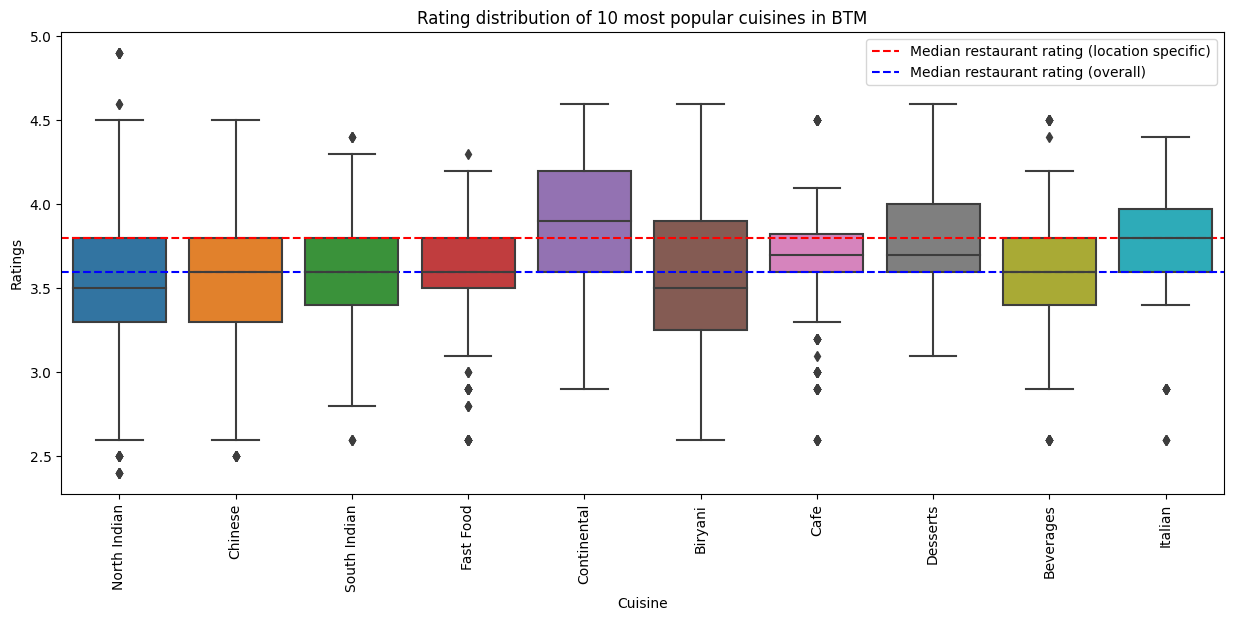 Rating distribution of 10 most popular cuisines in BTM
Median restaurant rating (location specific)
Median restaurant rating (overall)
Ratings
5.0
4.5
4.0
3.5
3.0
2.5
North Indian
Chinese
South Indian
Fast Food
Continental
Biryani
Cafe
Desserts
Beverages
Italian
Cuisine